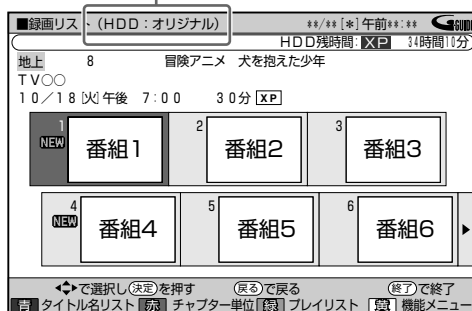 ■録画リスト（HDD：オリジナル） **/**[*]午前**:** GGUIDE
HDD残時間：XP 34時間10分
地上 8 冒険アニメ 犬を抱えた少年
TV○○
10／18[火]午後 7:00 30分 XP
1 2 3
NEW 番組1 番組2 番組3
4 5 6
NEW 番組4 番組5 番組6
で選択し決定を押す 戻るで戻る 終了で終了
青 タイトル名リスト 赤 チャプター単位 緑 プレイリスト 黄 機能メニュー